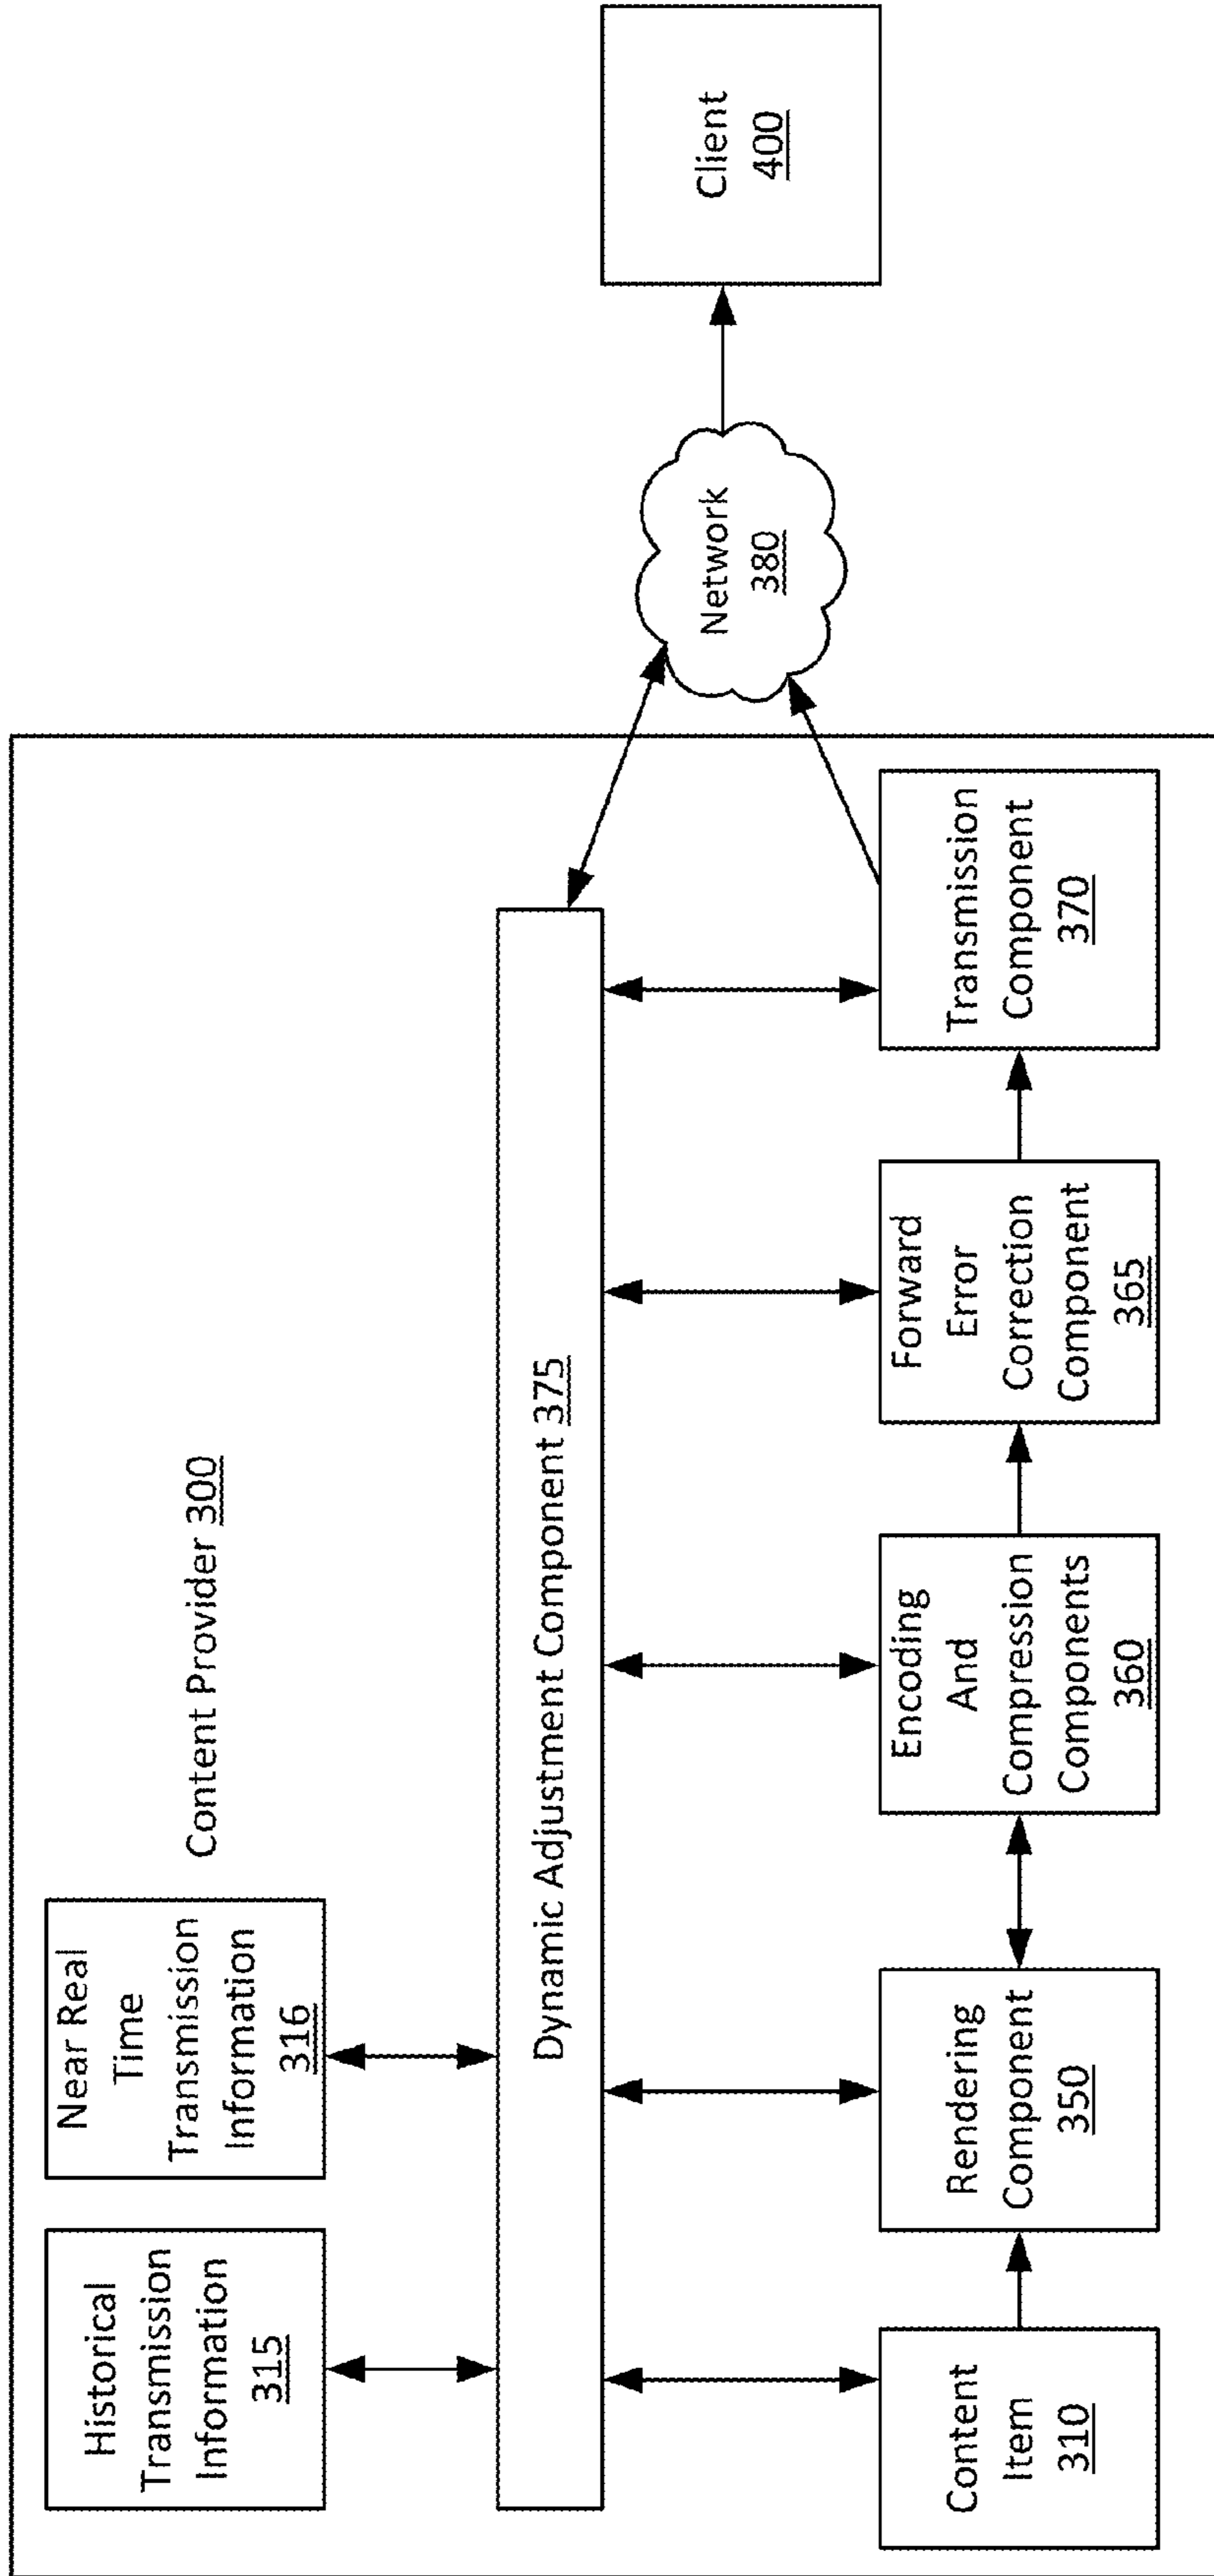 Content Provider 300
Historical
Transmission
Information
315
Near Real
Time
Transmission
Information
316
Dynamic Adjustment Component 375
Content
Item
310
Rendering
Component
350
Encoding
And
Compression
Components
360
Forward
Error
Correction
Component
365
Transmission
Component
370
Network
380
Client
400